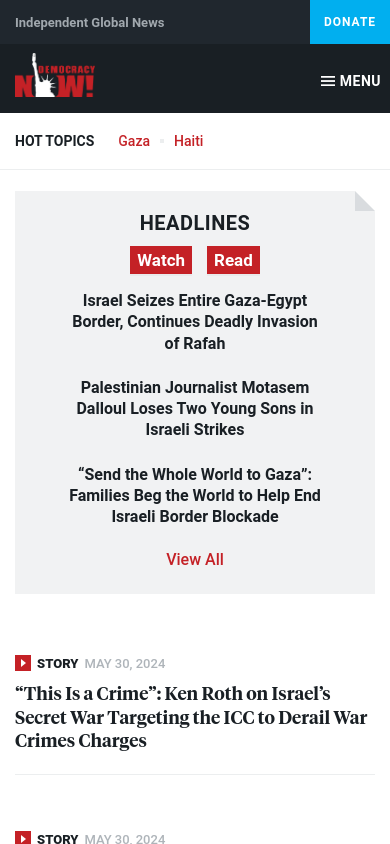 Independent Global News
DONATE
DEMOCRACY
NOW!
MENU
HOT TOPICS
Gaza
Haiti
HEADLINES
Watch
Read
Israel Seizes Entire Gaza-Egypt
Border, Continues Deadly Invasion
of Rafah
Palestinian Journalist Motasem
Dalloul Loses Two Young Sons in
Israeli Strikes
“Send the Whole World to Gaza”:
Families Beg the World to Help End
Israeli Border Blockade
View All
STORY MAY 30, 2024
“This Is a Crime”: Ken Roth on Israel’s
Secret War Targeting the ICC to Derail War
Crimes Charges
STORY MAY 30, 2024